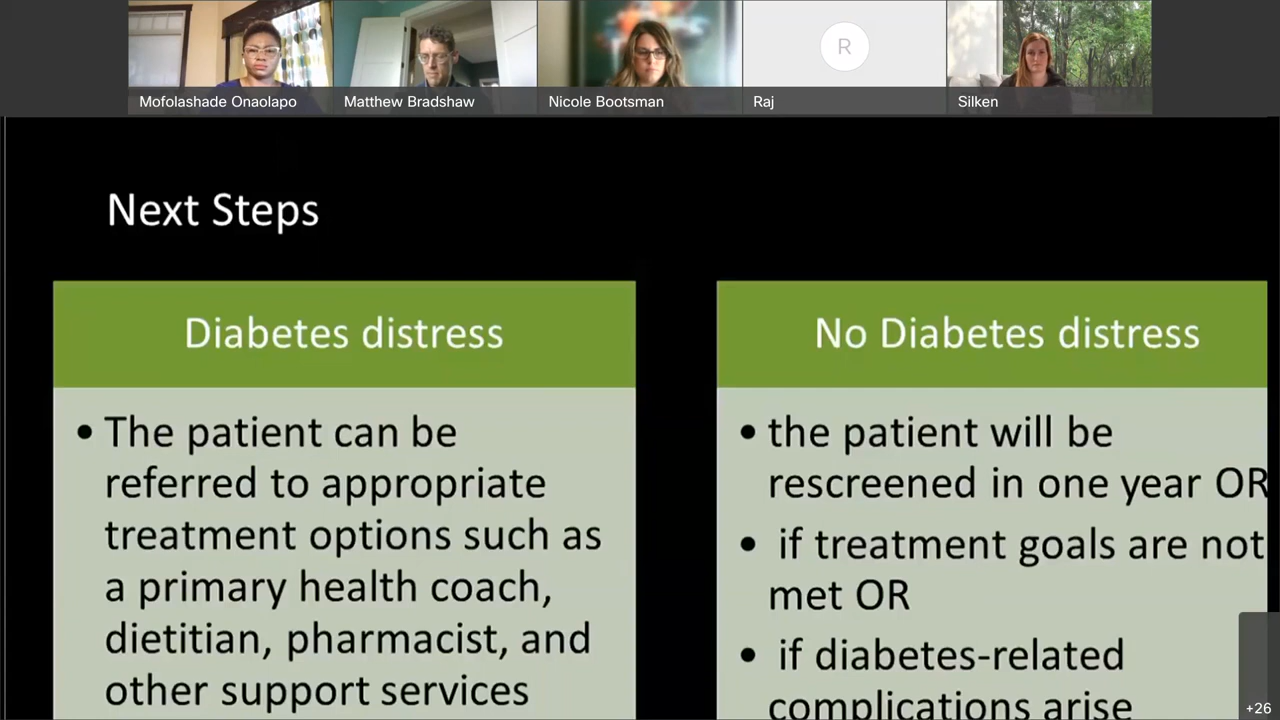 Mofolashade Onaolapo
Matthew Bradshaw
Nicole Bootsman
R
Raj
Silken
Next Steps
Diabetes distress
• The patient can be
referred to appropriate
treatment options such as
a primary health coach,
dietitian, pharmacist, and
other support services
No Diabetes distress
• the patient will be
rescreened in one year OR
• if treatment goals are not
met OR
• if diabetes-related
complications arise
+26